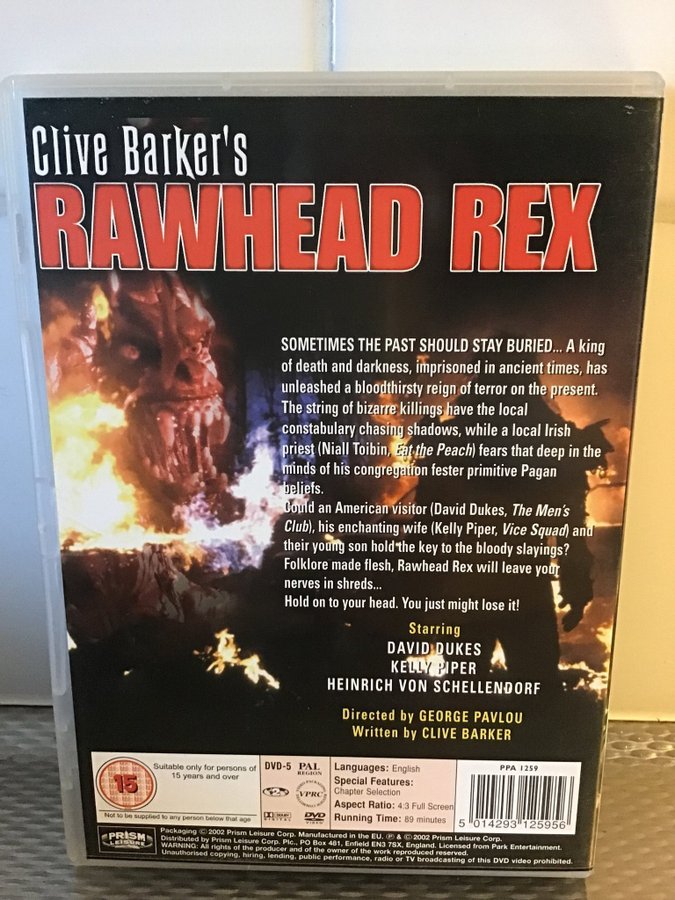 Clive Barker's
RAWHEAD REX
SOMETIMES THE PAST SHOULD STAY BURIED... A king
of death and darkness, imprisoned in ancient times, has
unleashed a bloodthirsty reign of terror on the present.
The string of bizarre killings have the local
constabulary chasing shadows, while a local Irish
priest (Niall Toibin, Eat the Peach) fears that deep in the
minds of his congregation fester primitive Pagan
beliefs.
Could an American visitor (David Dukes, The Men's
Club), his enchanting wife (Kelly Piper, Vice Squad) and
their young son hold the key to the bloody slayings?
Folklore made flesh, Rawhead Rex will leave your
nerves in shreds...
Hold on to your head. You just might lose it!
Starring
DAVID DUKES
KELLY PIPER
HEINRICH VON SCHELLENDORF
Directed by GEORGE PAVLOU
Written by CLIVE BARKER
15
Suitable only for persons of
15 years and over
Not to be supplied to any person below that age
DVD-5 PAL
REGION
2
VPRC
DVD
VIDEO
Languages: English
Special Features:
Chapter Selection
Aspect Ratio: 4:3 Full Screen
Running Time: 89 minutes
PPA 1259
5 014293 125956
PRISM
LEISURE
Packaging © 2002 Prism Leisure Corp. Manufactured in the EU. ℗ & © 2002 Prism Leisure Corp.
Distributed by Prism Leisure Corp. Plc., PO Box 481, Enfield EN3 7SX, England. Licensed from Park Entertainment.
WARNING: All rights of the producer and of the owner of the work reproduced reserved.
Unauthorised copying, hiring, lending, public performance, radio or TV broadcasting of this DVD video prohibited.